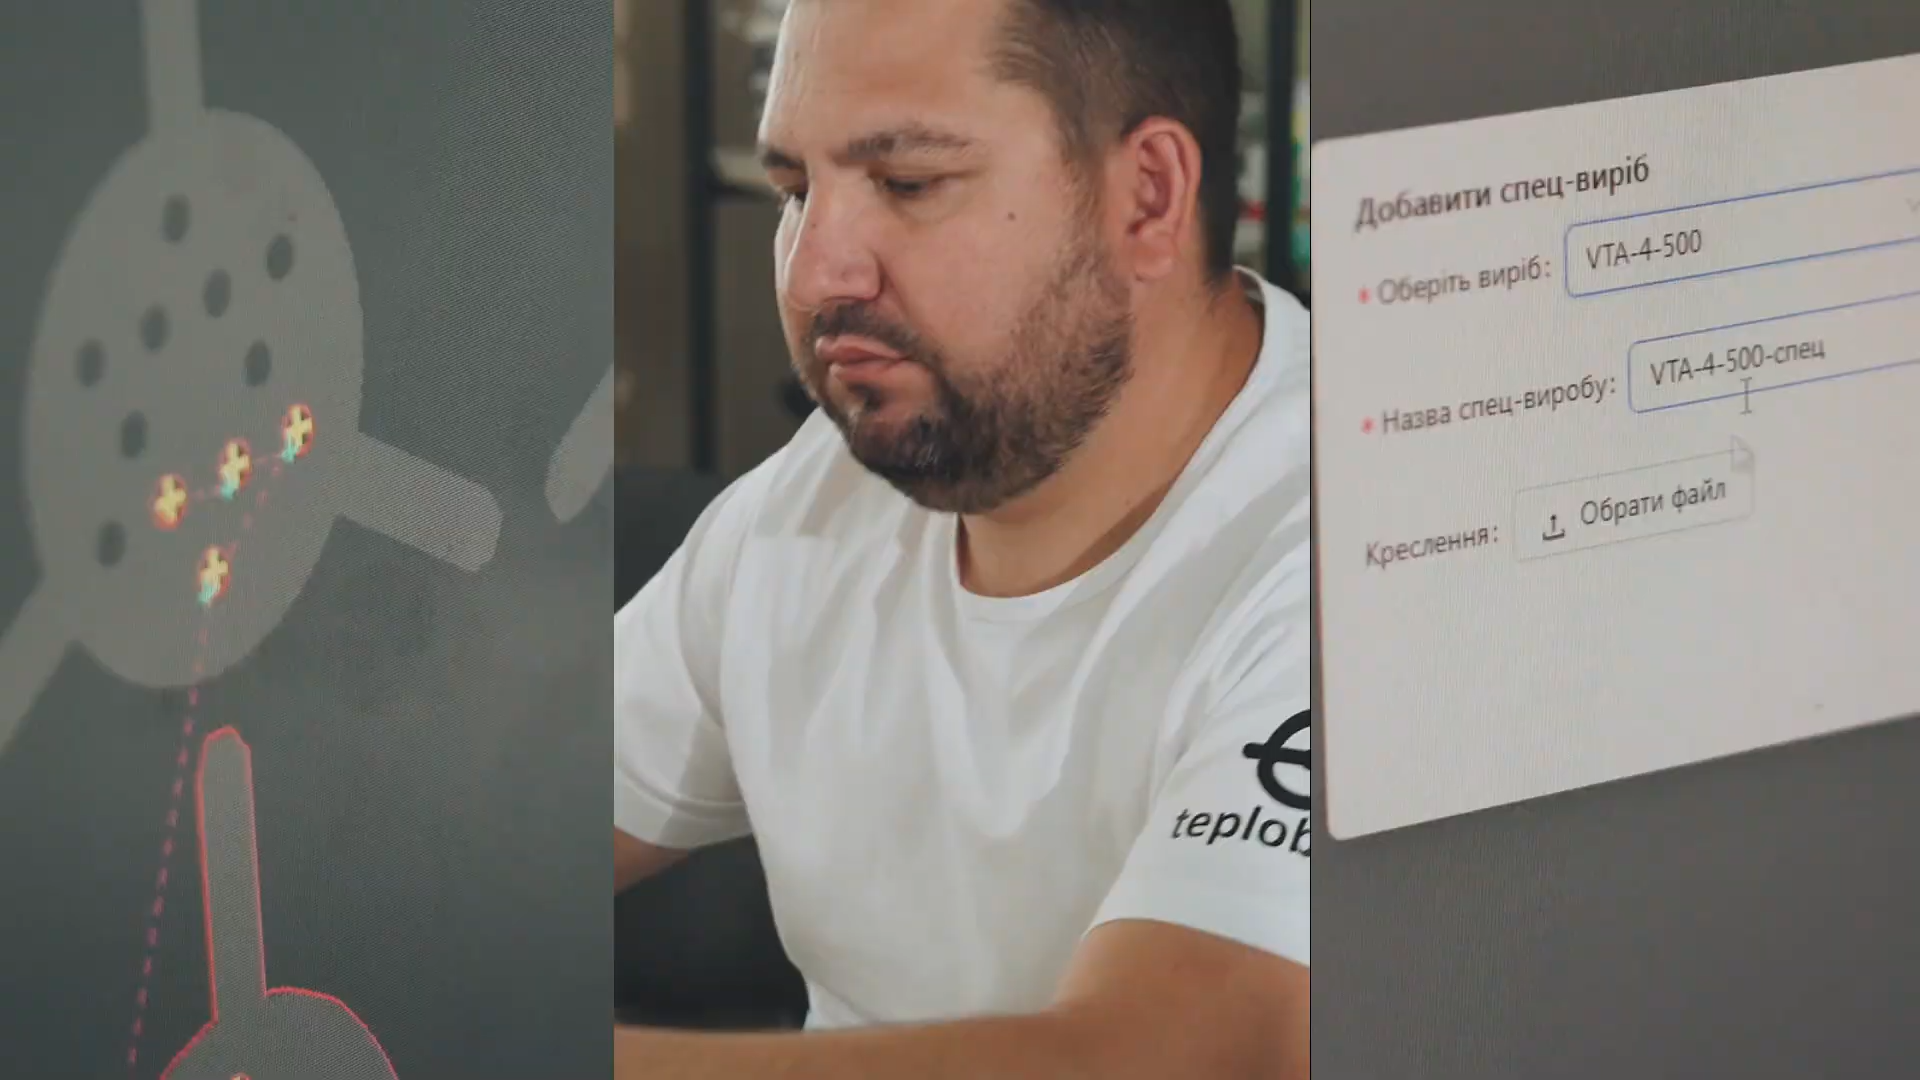 teplob
Добавити спец-виріб
* Оберіть виріб: VTA-4-500
* Назва спец-виробу: VTA-4-500-спец
Креслення: Обрати файл